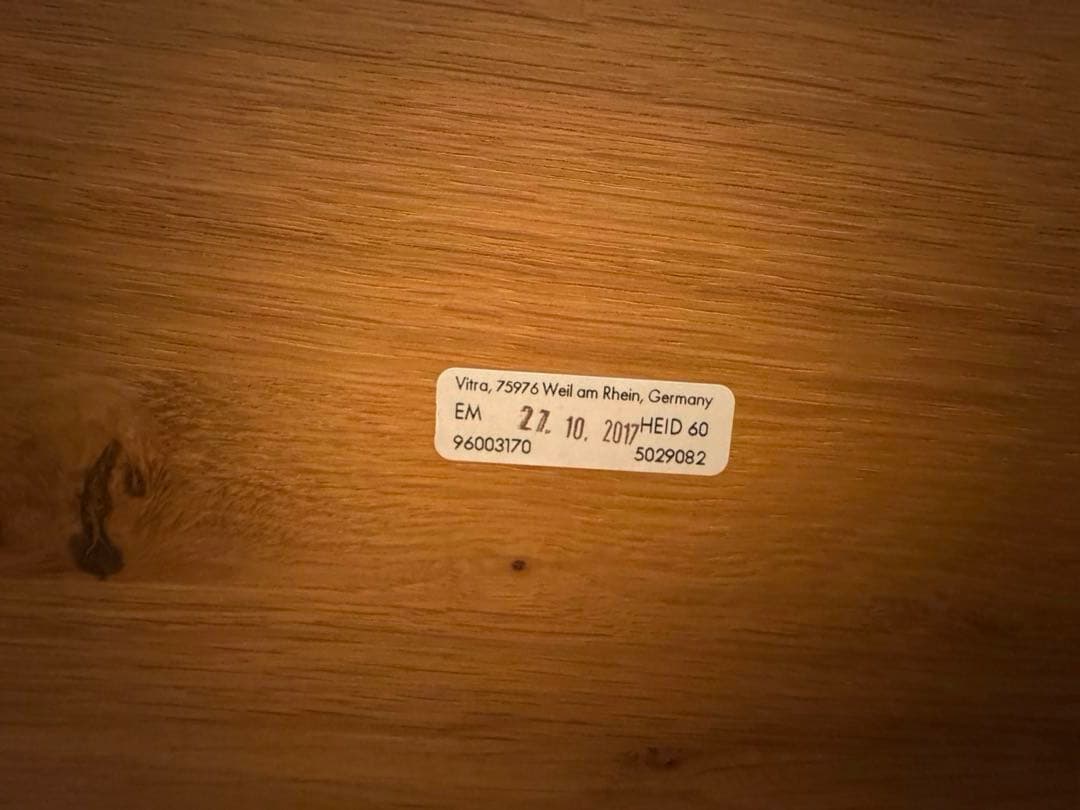 Vitra, 75976 Weil am Rhein, Germany
EM 27. 10. 2017 HEID 60
96003170 5029082